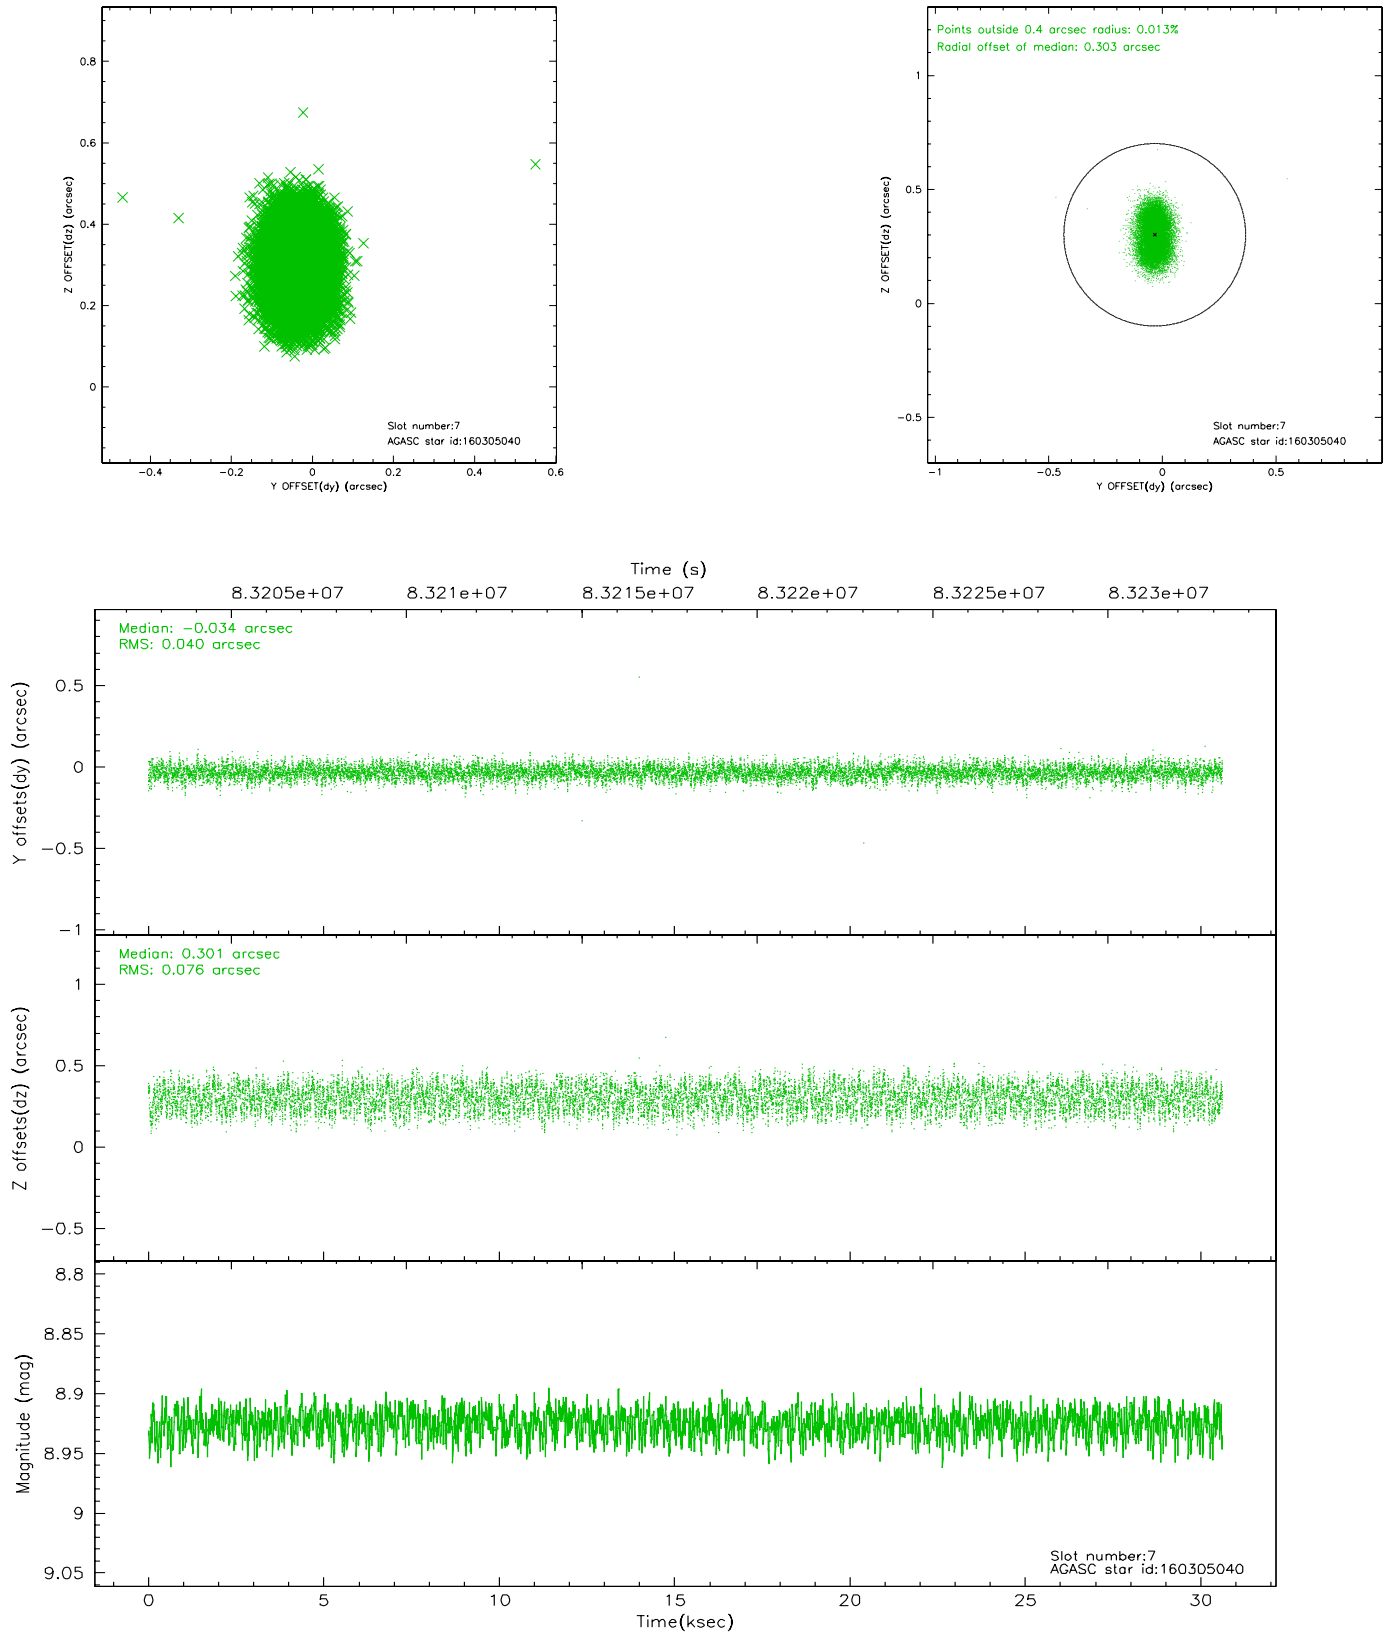 0.8
0.6
0.4
0.2
0
Z OFFSET(dz) (arcsec)
Slot number:7
AGASC star id:160305040
−0.4 −0.2 0 0.2 0.4 0.6
Y OFFSET(dy) (arcsec)
Points outside 0.4 arcsec radius: 0.013%
Radial offset of median: 0.303 arcsec
1
0.5
0
−0.5
Z OFFSET(dz) (arcsec)
Slot number:7
AGASC star id:160305040
−1 −0.5 0 0.5
Y OFFSET(dy) (arcsec)
Time (s)
8.3205e+07 8.321e+07 8.3215e+07 8.322e+07 8.3225e+07 8.323e+07
Median: −0.034 arcsec
RMS: 0.040 arcsec
0.5
0
−0.5
−1
Y offsets(dy) (arcsec)
Median: 0.301 arcsec
RMS: 0.076 arcsec
1
0.5
0
−0.5
Z offsets(dz) (arcsec)
8.8
8.85
8.9
8.95
9
9.05
Magnitude (mag)
Slot number:7
AGASC star id:160305040
0 5 10 15 20 25 30
Time(ksec)